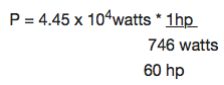 P = 4.45 x 10⁴watts * 1hp
746 watts
60 hp